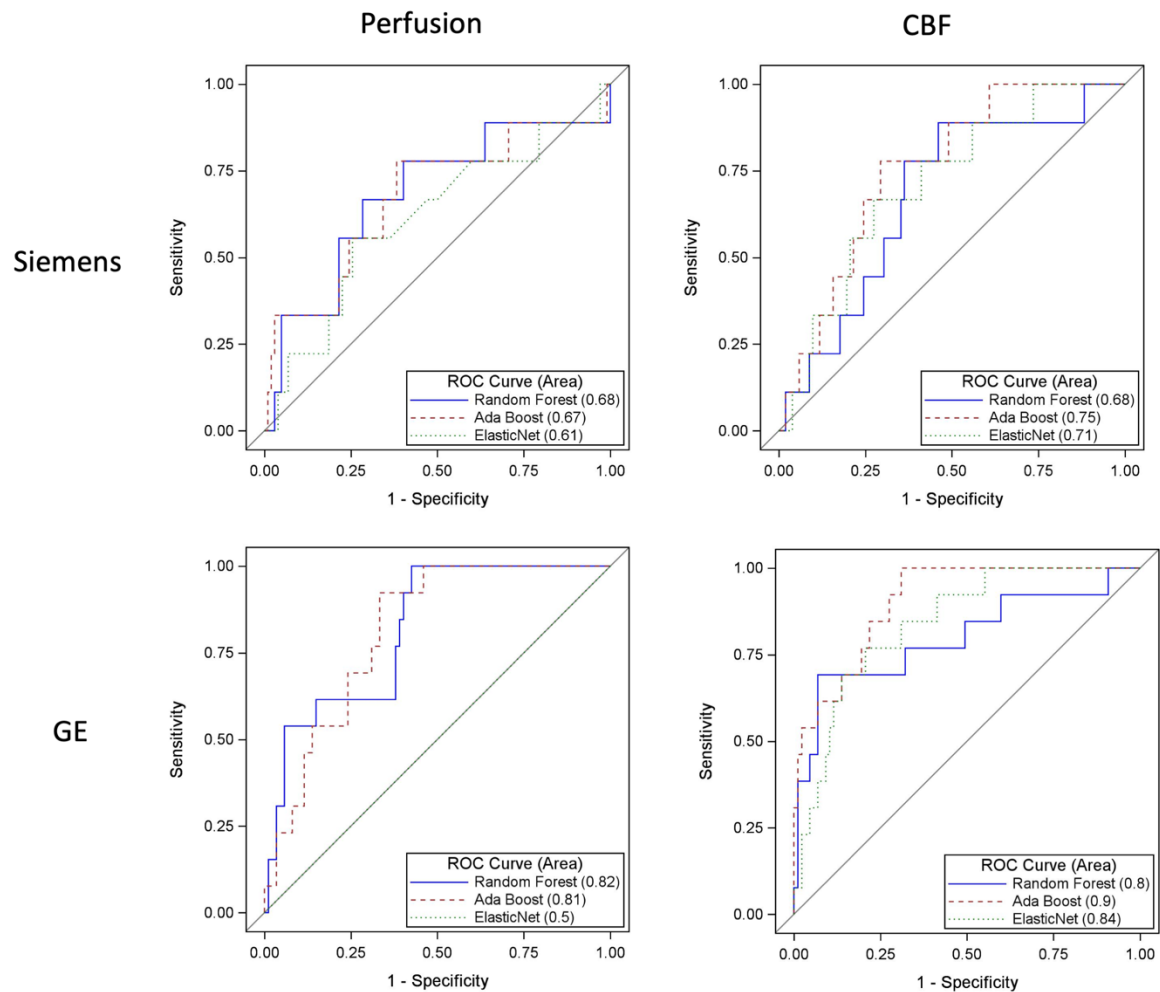 Perfusion
CBF
Siemens
1.00
0.75
0.50
0.25
0.00
Sensitivity
ROC Curve (Area)
Random Forest (0.68)
Ada Boost (0.67)
ElasticNet (0.61)
0.00 0.25 0.50 0.75 1.00
1 - Specificity
1.00
0.75
0.50
0.25
0.00
Sensitivity
ROC Curve (Area)
Random Forest (0.68)
Ada Boost (0.75)
ElasticNet (0.71)
0.00 0.25 0.50 0.75 1.00
1 - Specificity
GE
1.00
0.75
0.50
0.25
0.00
Sensitivity
ROC Curve (Area)
Random Forest (0.82)
Ada Boost (0.81)
ElasticNet (0.5)
0.00 0.25 0.50 0.75 1.00
1 - Specificity
1.00
0.75
0.50
0.25
0.00
Sensitivity
ROC Curve (Area)
Random Forest (0.8)
Ada Boost (0.9)
ElasticNet (0.84)
0.00 0.25 0.50 0.75 1.00
1 - Specificity